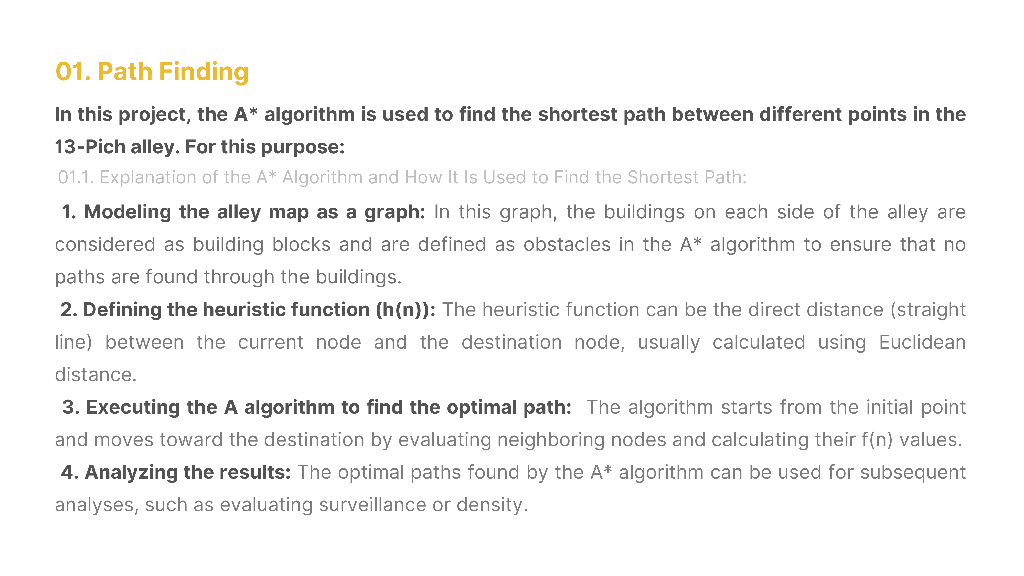 01. Path Finding
In this project, the A* algorithm is used to find the shortest path between different points in the
13-Pich alley. For this purpose:
01.1. Explanation of the A* Algorithm and How It Is Used to Find the Shortest Path:
1. Modeling the alley map as a graph: In this graph, the buildings on each side of the alley are
considered as building blocks and are defined as obstacles in the A* algorithm to ensure that no
paths are found through the buildings.
2. Defining the heuristic function (h(n)): The heuristic function can be the direct distance (straight
line) between the current node and the destination node, usually calculated using Euclidean
distance.
3. Executing the A algorithm to find the optimal path: The algorithm starts from the initial point
and moves toward the destination by evaluating neighboring nodes and calculating their f(n) values.
4. Analyzing the results: The optimal paths found by the A* algorithm can be used for subsequent
analyses, such as evaluating surveillance or density.